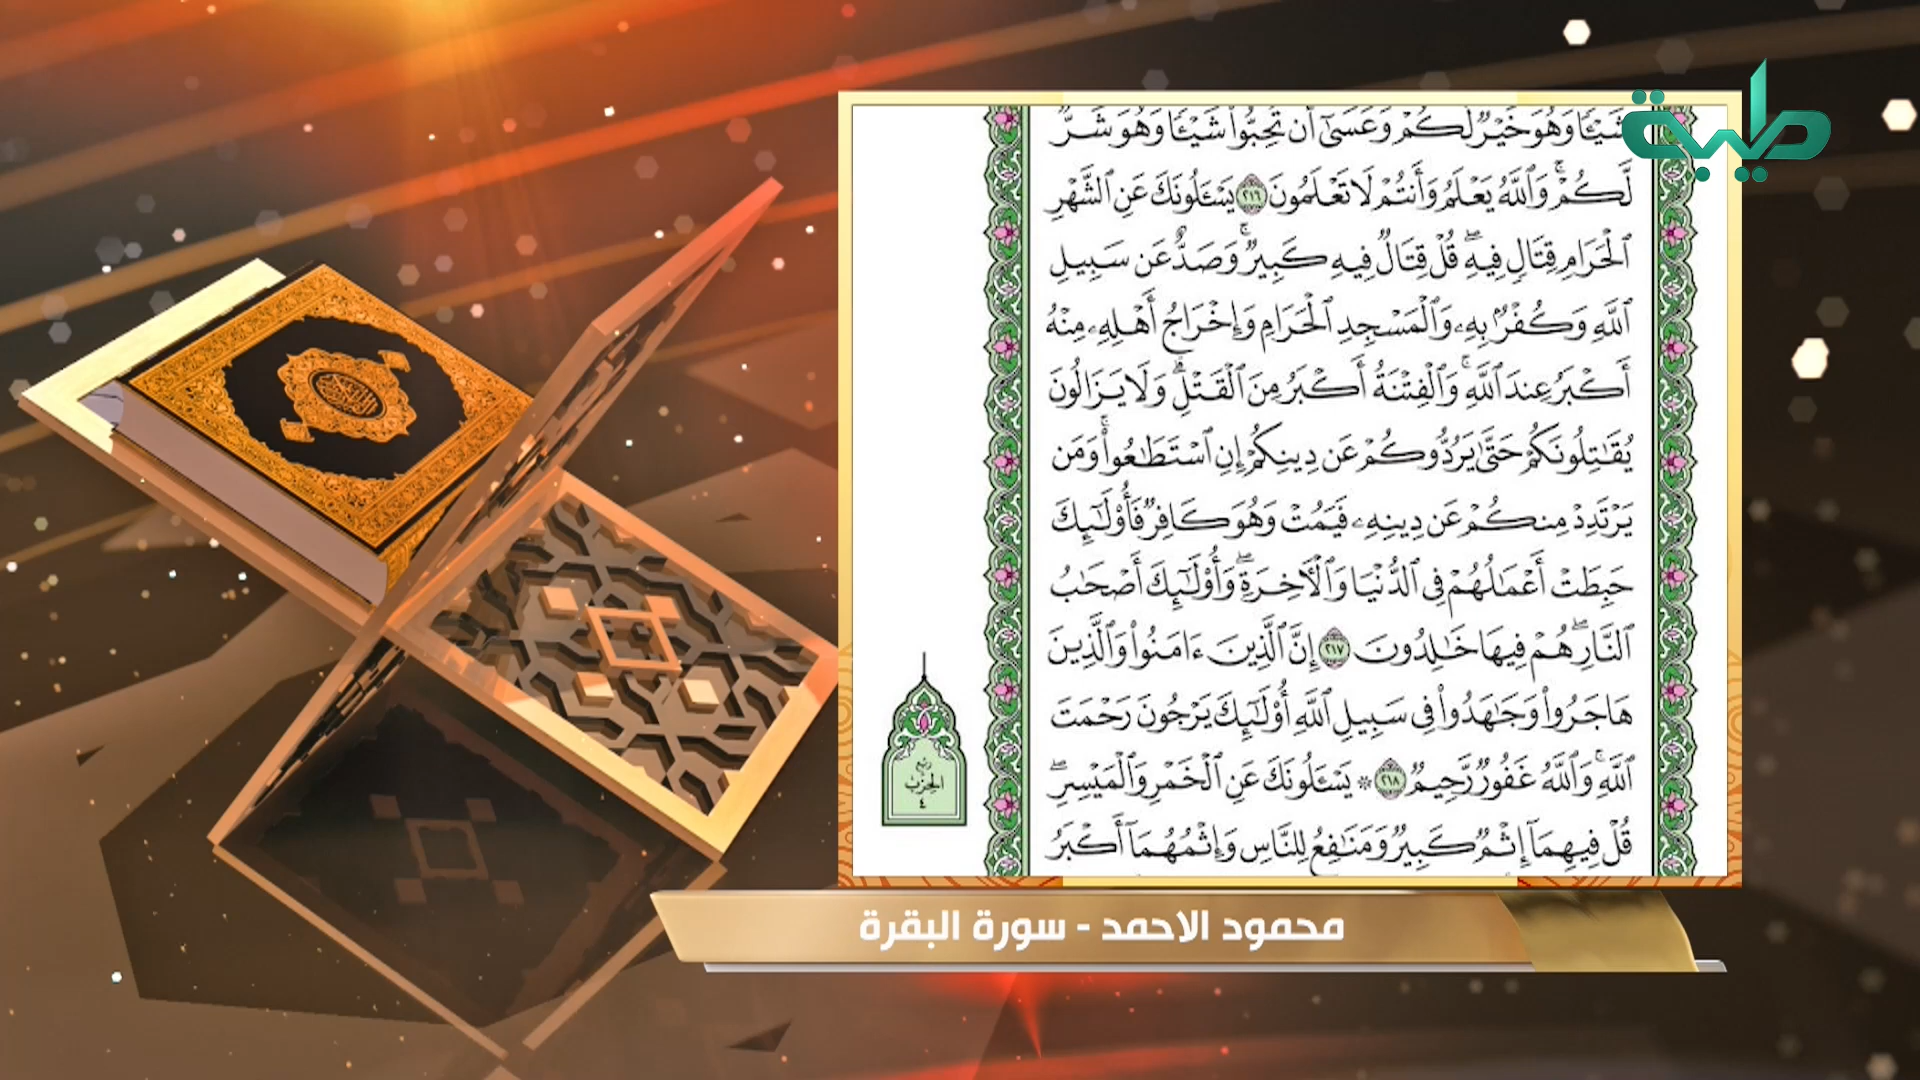 طيبة
شَيْـًٔا وَهُوَ خَيْرٌ لَّكُمْ وَعَسَىٰٓ أَن تُحِبُّوا۟ شَيْـًٔا وَهُوَ شَرٌّ
لَّكُمْ ۗ وَٱللَّهُ يَعْلَمُ وَأَنتُمْ لَا تَعْلَمُونَ ٢١٦ يَسْـَٔلُونَكَ عَنِ ٱلشَّهْرِ
ٱلْحَرَامِ قِتَالٍ فِيهِ ۖ قُلْ قِتَالٌ فِيهِ كَبِيرٌ ۚ وَصَدٌّ عَن سَبِيلِ
ٱللَّهِ وَكُفْرٌۢ بِهِۦ وَٱلْمَسْجِدِ ٱلْحَرَامِ وَإِخْرَاجُ أَهْلِهِۦ مِنْهُ
أَكْبَرُ عِندَ ٱللَّهِ ۚ وَٱلْفِتْنَةُ أَكْبَرُ مِنَ ٱلْقَتْلِ ۗ وَلَا يَزَالُونَ
يُقَـٰتِلُونَكُمْ حَتَّىٰ يَرُدُّوكُمْ عَن دِينِكُمْ إِنِ ٱسْتَطَـٰعُوا۟ ۚ وَمَن
يَرْتَدِدْ مِنكُمْ عَن دِينِهِۦ فَيَمُتْ وَهُوَ كَافِرٌ فَأُو۟لَـٰٓئِكَ
حَبِطَتْ أَعْمَـٰلُهُمْ فِى ٱلدُّنْيَا وَٱلْـَٔاخِرَةِ ۖ وَأُو۟لَـٰٓئِكَ أَصْحَـٰبُ
ٱلنَّارِ ۖ هُمْ فِيهَا خَـٰلِدُونَ ٢١٧ إِنَّ ٱلَّذِينَ ءَامَنُوا۟ وَٱلَّذِينَ
هَاجَرُوا۟ وَجَـٰهَدُوا۟ فِى سَبِيلِ ٱللَّهِ أُو۟لَـٰٓئِكَ يَرْجُونَ رَحْمَتَ
ٱللَّهِ ۚ وَٱللَّهُ غَفُورٌ رَّحِيمٌ ٢١٨ ۞ يَسْـَٔلُونَكَ عَنِ ٱلْخَمْرِ وَٱلْمَيْسِرِ ۖ
قُلْ فِيهِمَآ إِثْمٌ كَبِيرٌ وَمَنَـٰفِعُ لِلنَّاسِ وَإِثْمُهُمَآ أَكْبَرُ
ربع
الحزب
٤
محمود الاحمد - سورة البقرة